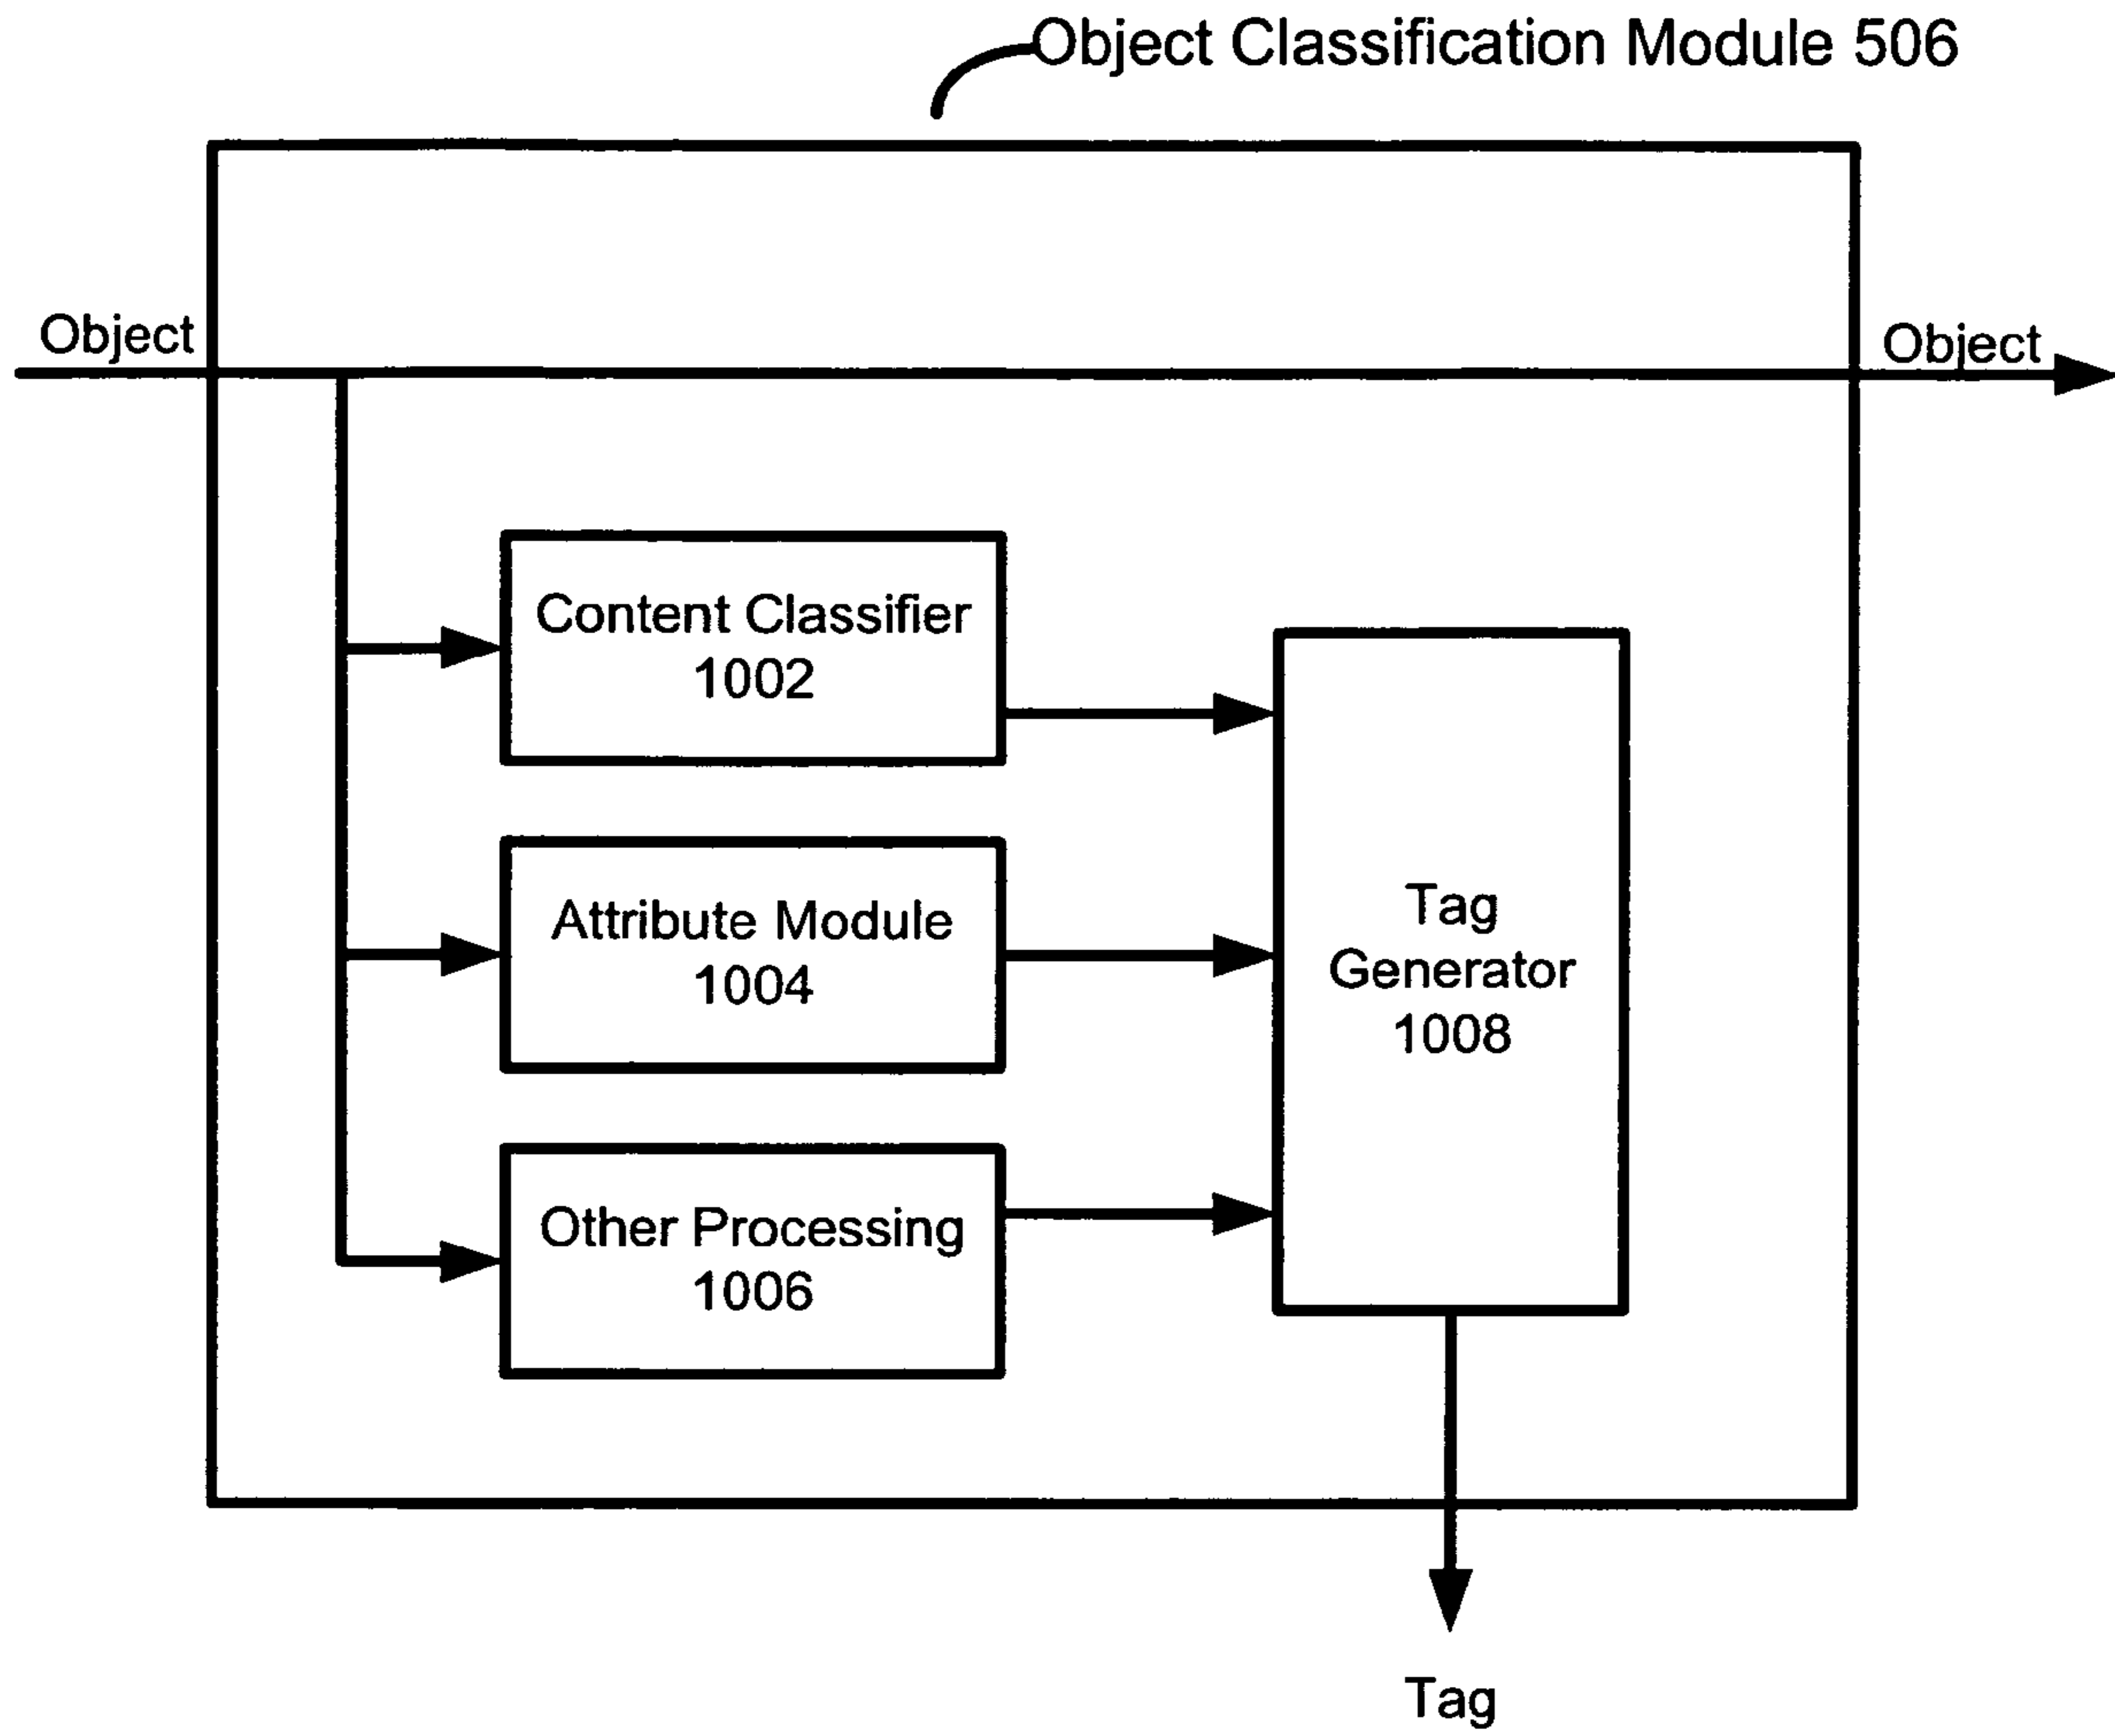 Object Classification Module 506
Object
Object
Content Classifier
1002
Attribute Module
1004
Other Processing
1006
Tag
Generator
1008
Tag